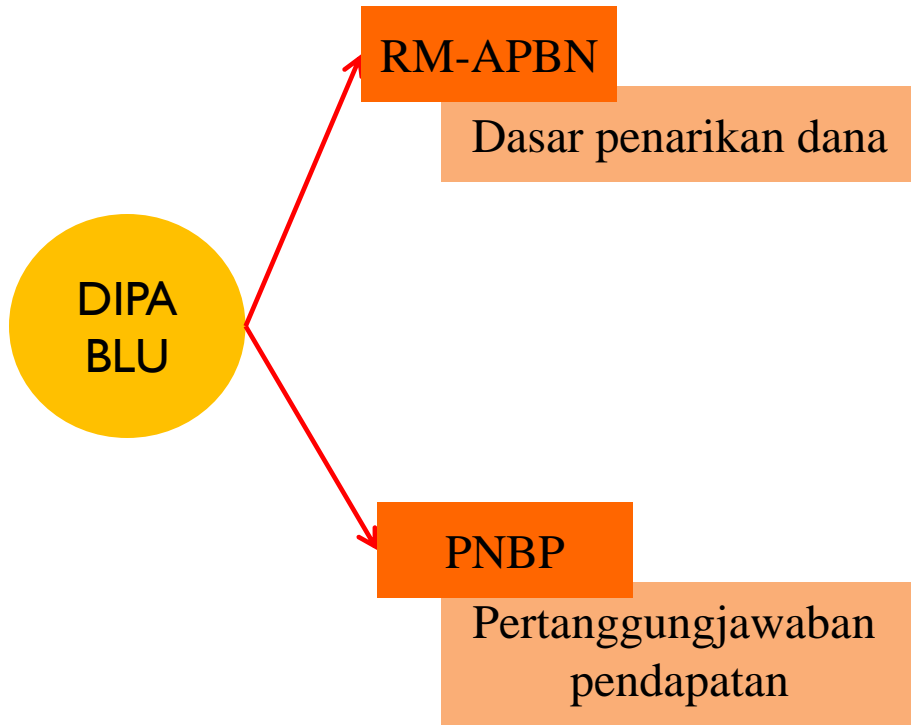 RM-APBN
Dasar penarikan dana
DIPA
BLU
PNBP
Pertanggungjawaban
pendapatan